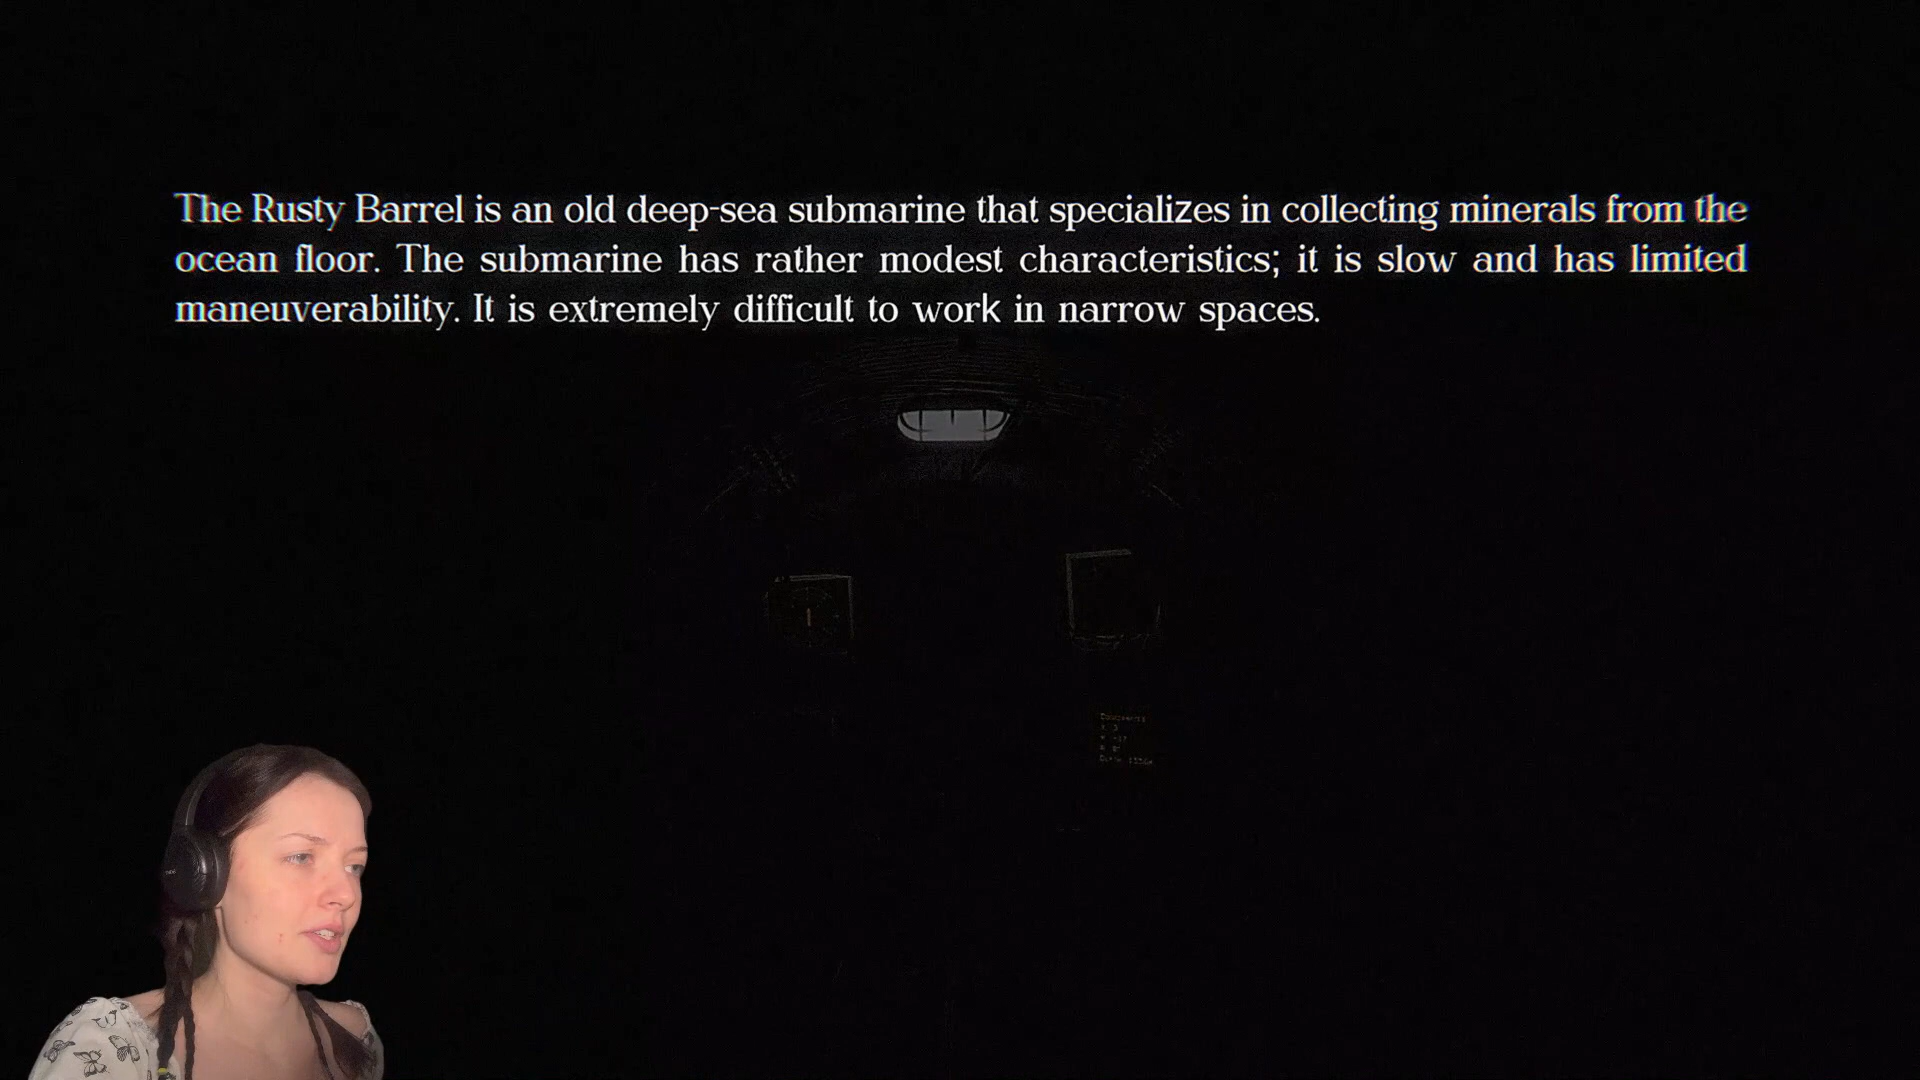 The Rusty Barrel is an old deep-sea submarine that specializes in collecting minerals from the
ocean floor. The submarine has rather modest characteristics; it is slow and has limited
maneuverability. It is extremely difficult to work in narrow spaces.